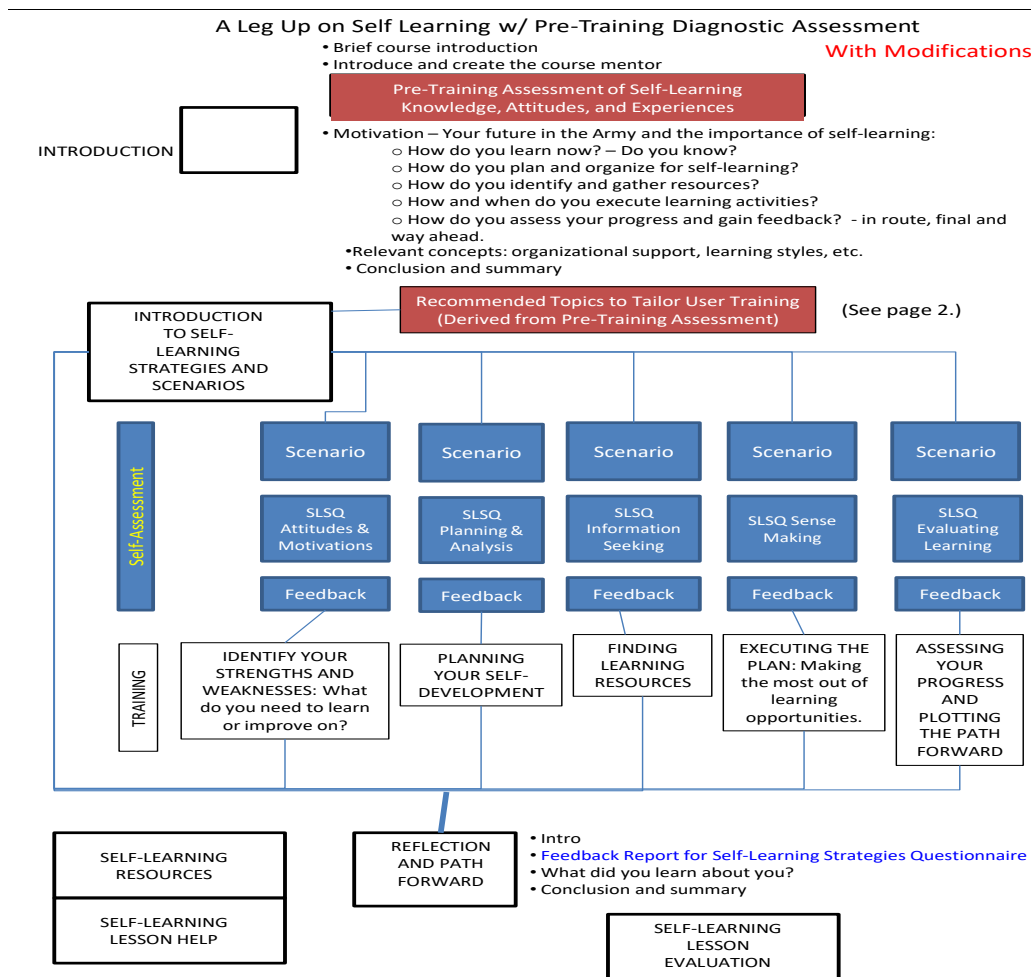 A Leg Up on Self Learning w/ Pre-Training Diagnostic Assessment
With Modifications
• Brief course introduction
• Introduce and create the course mentor
Pre-Training Assessment of Self-Learning
Knowledge, Attitudes, and Experiences
INTRODUCTION
• Motivation – Your future in the Army and the importance of self-learning:
o How do you learn now? – Do you know?
o How do you plan and organize for self-learning?
o How do you identify and gather resources?
o How and when do you execute learning activities?
o How do you assess your progress and gain feedback?  - in route, final and
way ahead.
•Relevant concepts: organizational support, learning styles, etc.
• Conclusion and summary
INTRODUCTION
TO SELF-
LEARNING
STRATEGIES AND
SCENARIOS
Recommended Topics to Tailor User Training
(Derived from Pre-Training Assessment)
(See page 2.)
Self-Assessment
Scenario
Scenario
Scenario
Scenario
Scenario
SLSQ
Attitudes &
Motivations
SLSQ
Planning &
Analysis
SLSQ
Information
Seeking
SLSQ Sense
Making
SLSQ
Evaluating
Learning
Feedback
Feedback
Feedback
Feedback
Feedback
TRAINING
IDENTIFY YOUR
STRENGTHS AND
WEAKNESSES: What
do you need to learn
or improve on?
PLANNING
YOUR SELF-
DEVELOPMENT
FINDING
LEARNING
RESOURCES
EXECUTING THE
PLAN: Making
the most out of
learning
opportunities.
ASSESSING
YOUR
PROGRESS
AND
PLOTTING
THE PATH
FORWARD
SELF-LEARNING
RESOURCES
SELF-LEARNING
LESSON HELP
REFLECTION
AND PATH
FORWARD
• Intro
• Feedback Report for Self-Learning Strategies Questionnaire
• What did you learn about you?
• Conclusion and summary
SELF-LEARNING
LESSON
EVALUATION